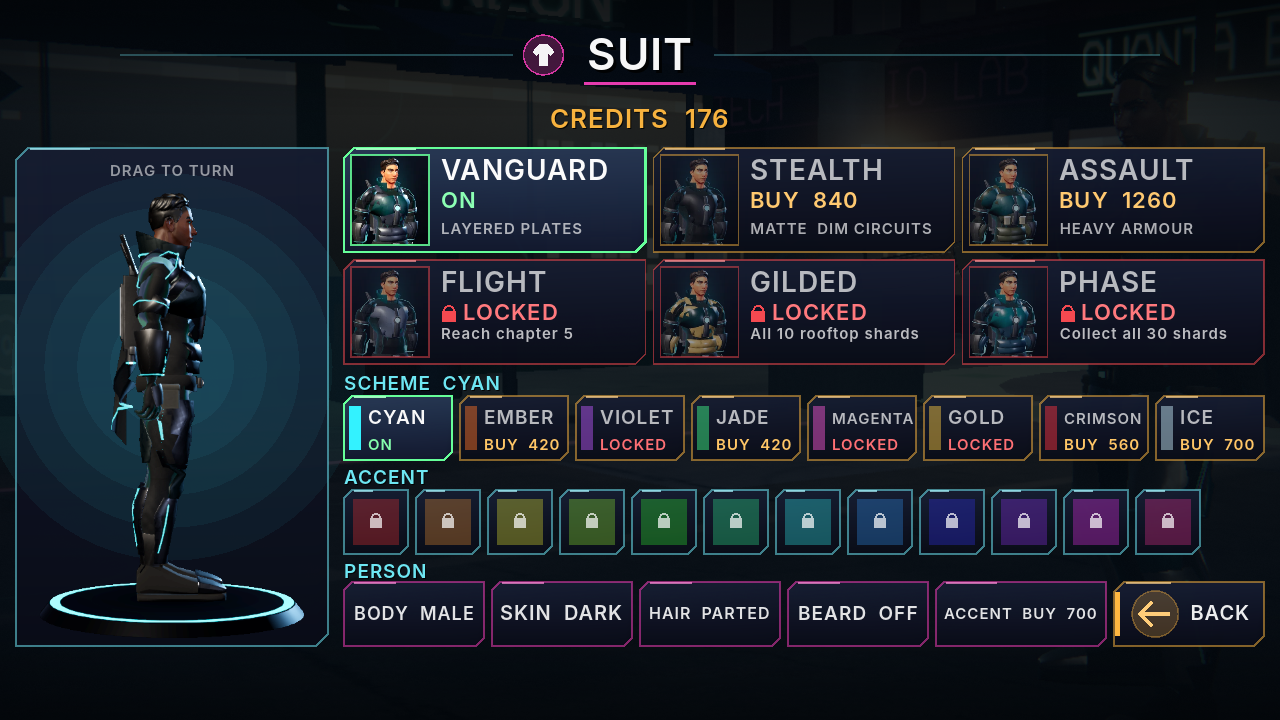 SUIT
CREDITS 176
DRAG TO TURN
VANGUARD
ON
LAYERED PLATES
STEALTH
BUY 840
MATTE DIM CIRCUITS
ASSAULT
BUY 1260
HEAVY ARMOUR
FLIGHT
LOCKED
Reach chapter 5
GILDED
LOCKED
All 10 rooftop shards
PHASE
LOCKED
Collect all 30 shards
SCHEME CYAN
CYAN
ON
EMBER
BUY 420
VIOLET
LOCKED
JADE
BUY 420
MAGENTA
LOCKED
GOLD
LOCKED
CRIMSON
BUY 560
ICE
BUY 700
ACCENT
PERSON
BODY MALE
SKIN DARK
HAIR PARTED
BEARD OFF
ACCENT BUY 700
BACK